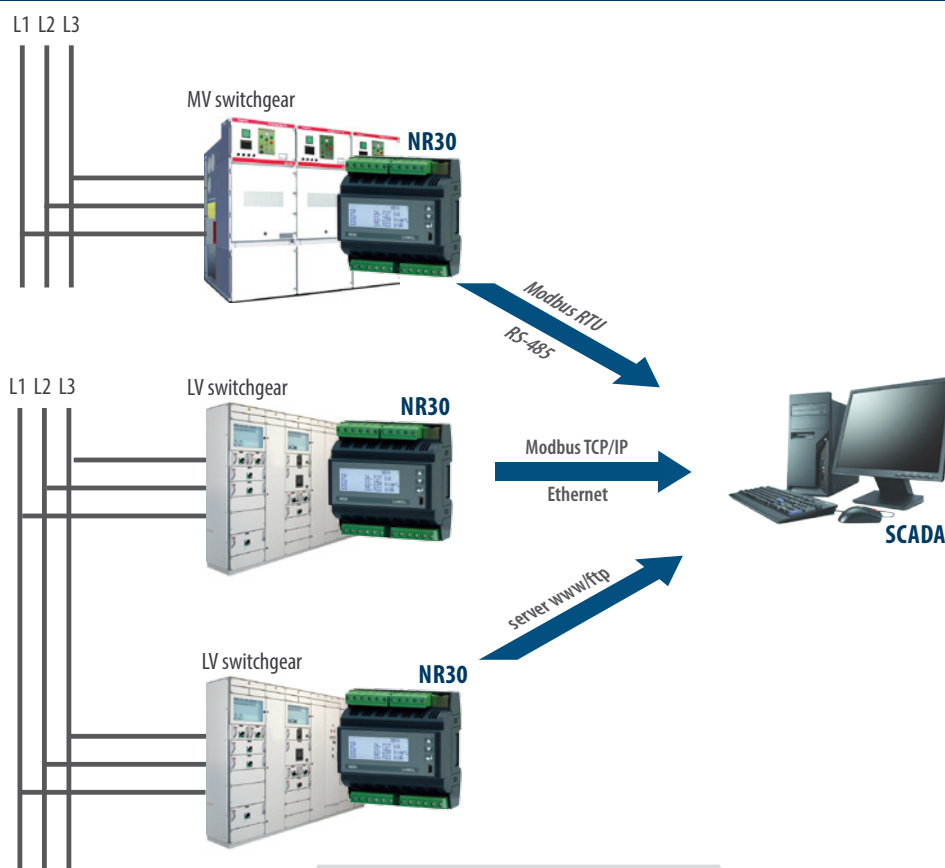 L1 L2 L3
MV switchgear
NR30
Modbus RTU
RS-485
L1 L2 L3
LV switchgear
NR30
Modbus TCP/IP
Ethernet
SCADA
server www/ftp
LV switchgear
NR30